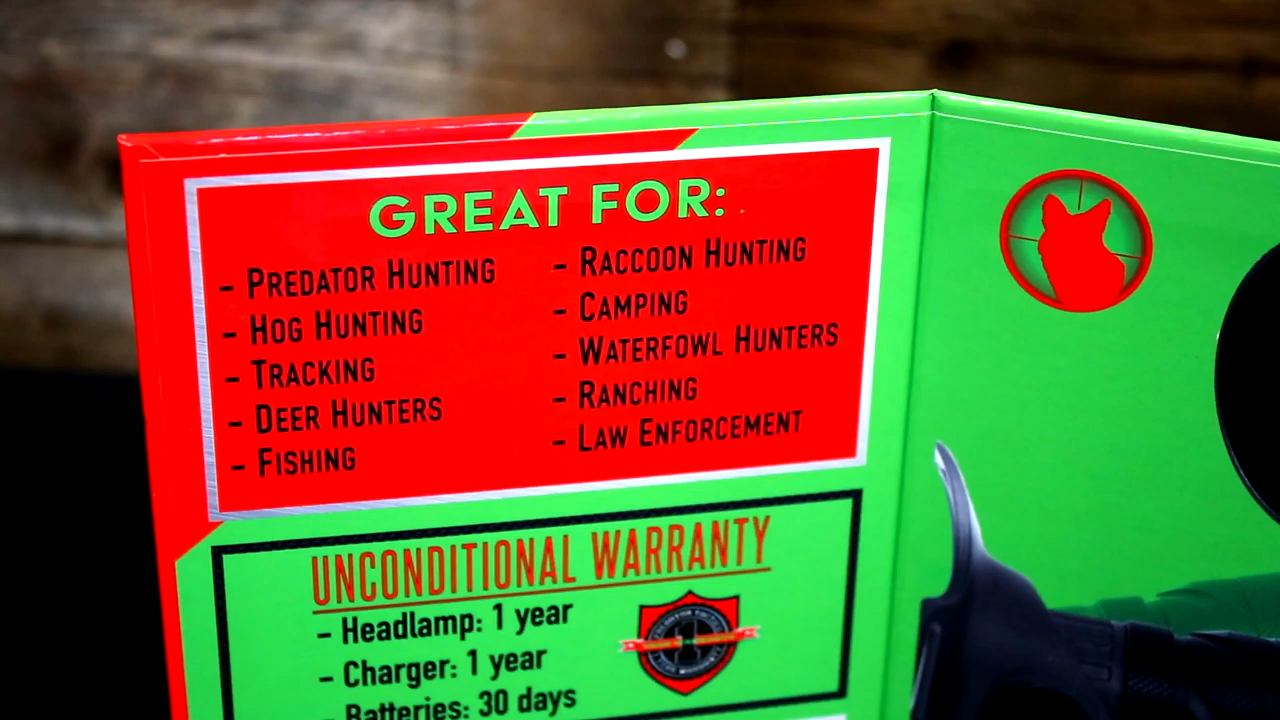 GREAT FOR:
- PREDATOR HUNTING
- HOG HUNTING
- TRACKING
- DEER HUNTERS
- FISHING
- RACCOON HUNTING
- CAMPING
- WATERFOWL HUNTERS
- RANCHING
- LAW ENFORCEMENT
UNCONDITIONAL WARRANTY
- Headlamp: 1 year
- Charger: 1 year
- Batteries: 30 days
1